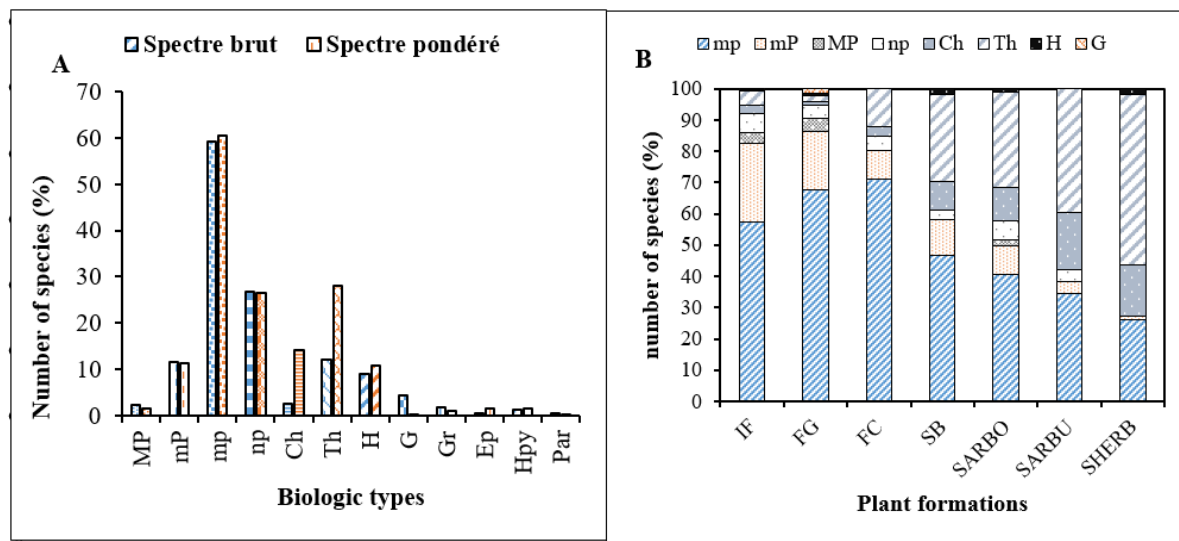 Spectre brut Spectre pondéré
A
70
60
50
40
30
20
10
0
Number of species (%)
MP mP mp np Ch Th H G Gr Ep Hpy Par
Biologic types
mp mP MP np Ch Th H G
B
100
90
80
70
60
50
40
30
20
10
0
number of species (%)
IF FG FC SB SARBO SARBU SHERB
Plant formations